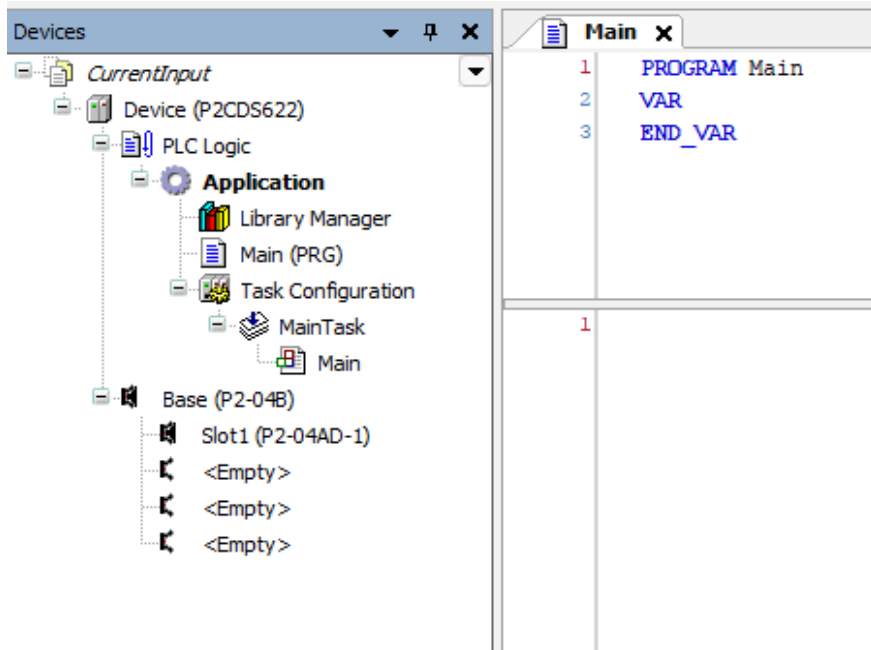 Devices
CurrentInput
Device (P2CDS622)
PLC Logic
Application
Library Manager
Main (PRG)
Task Configuration
MainTask
Main
Base (P2-04B)
Slot1 (P2-04AD-1)
<Empty>
<Empty>
<Empty>
Main
1 PROGRAM Main
2 VAR
3 END_VAR
1